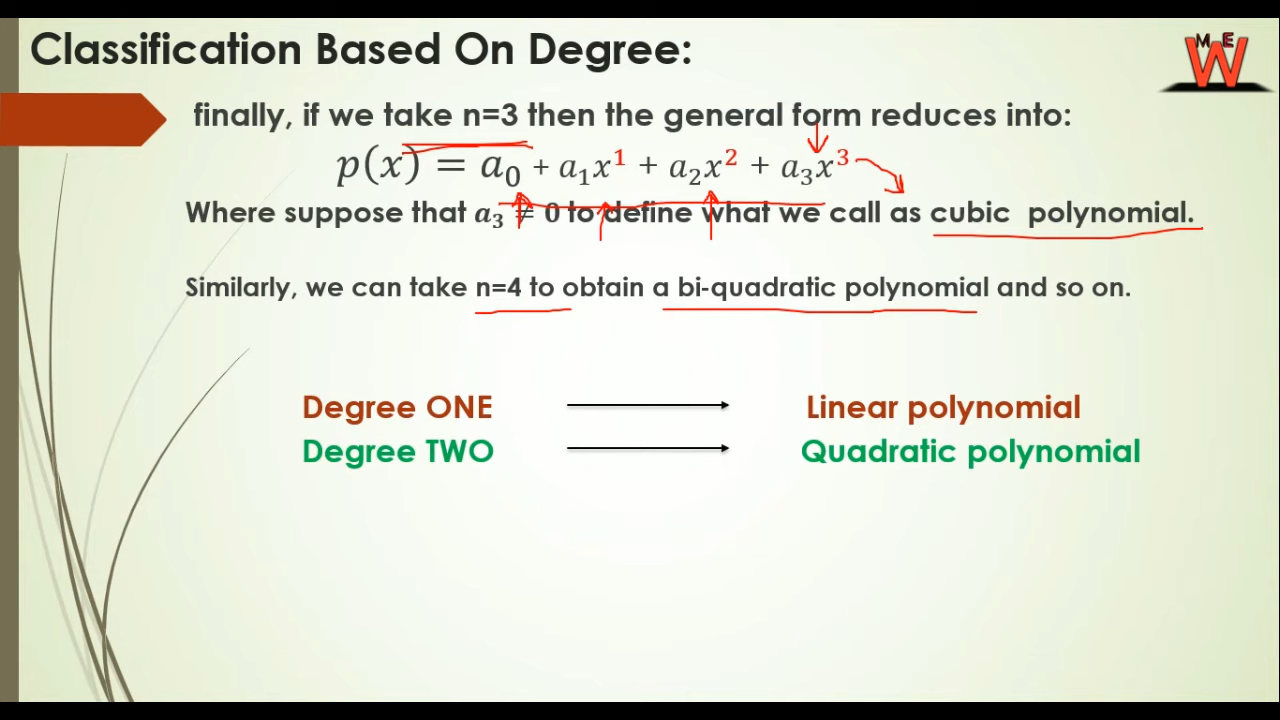 Classification Based On Degree:
M E
W
finally, if we take n=3 then the general form reduces into:
p(x) = a₀ + a₁x¹ + a₂x² + a₃x³
Where suppose that a₃ ≠ 0 to define what we call as cubic polynomial.
Similarly, we can take n=4 to obtain a bi-quadratic polynomial and so on.
Degree ONE Linear polynomial
Degree TWO Quadratic polynomial